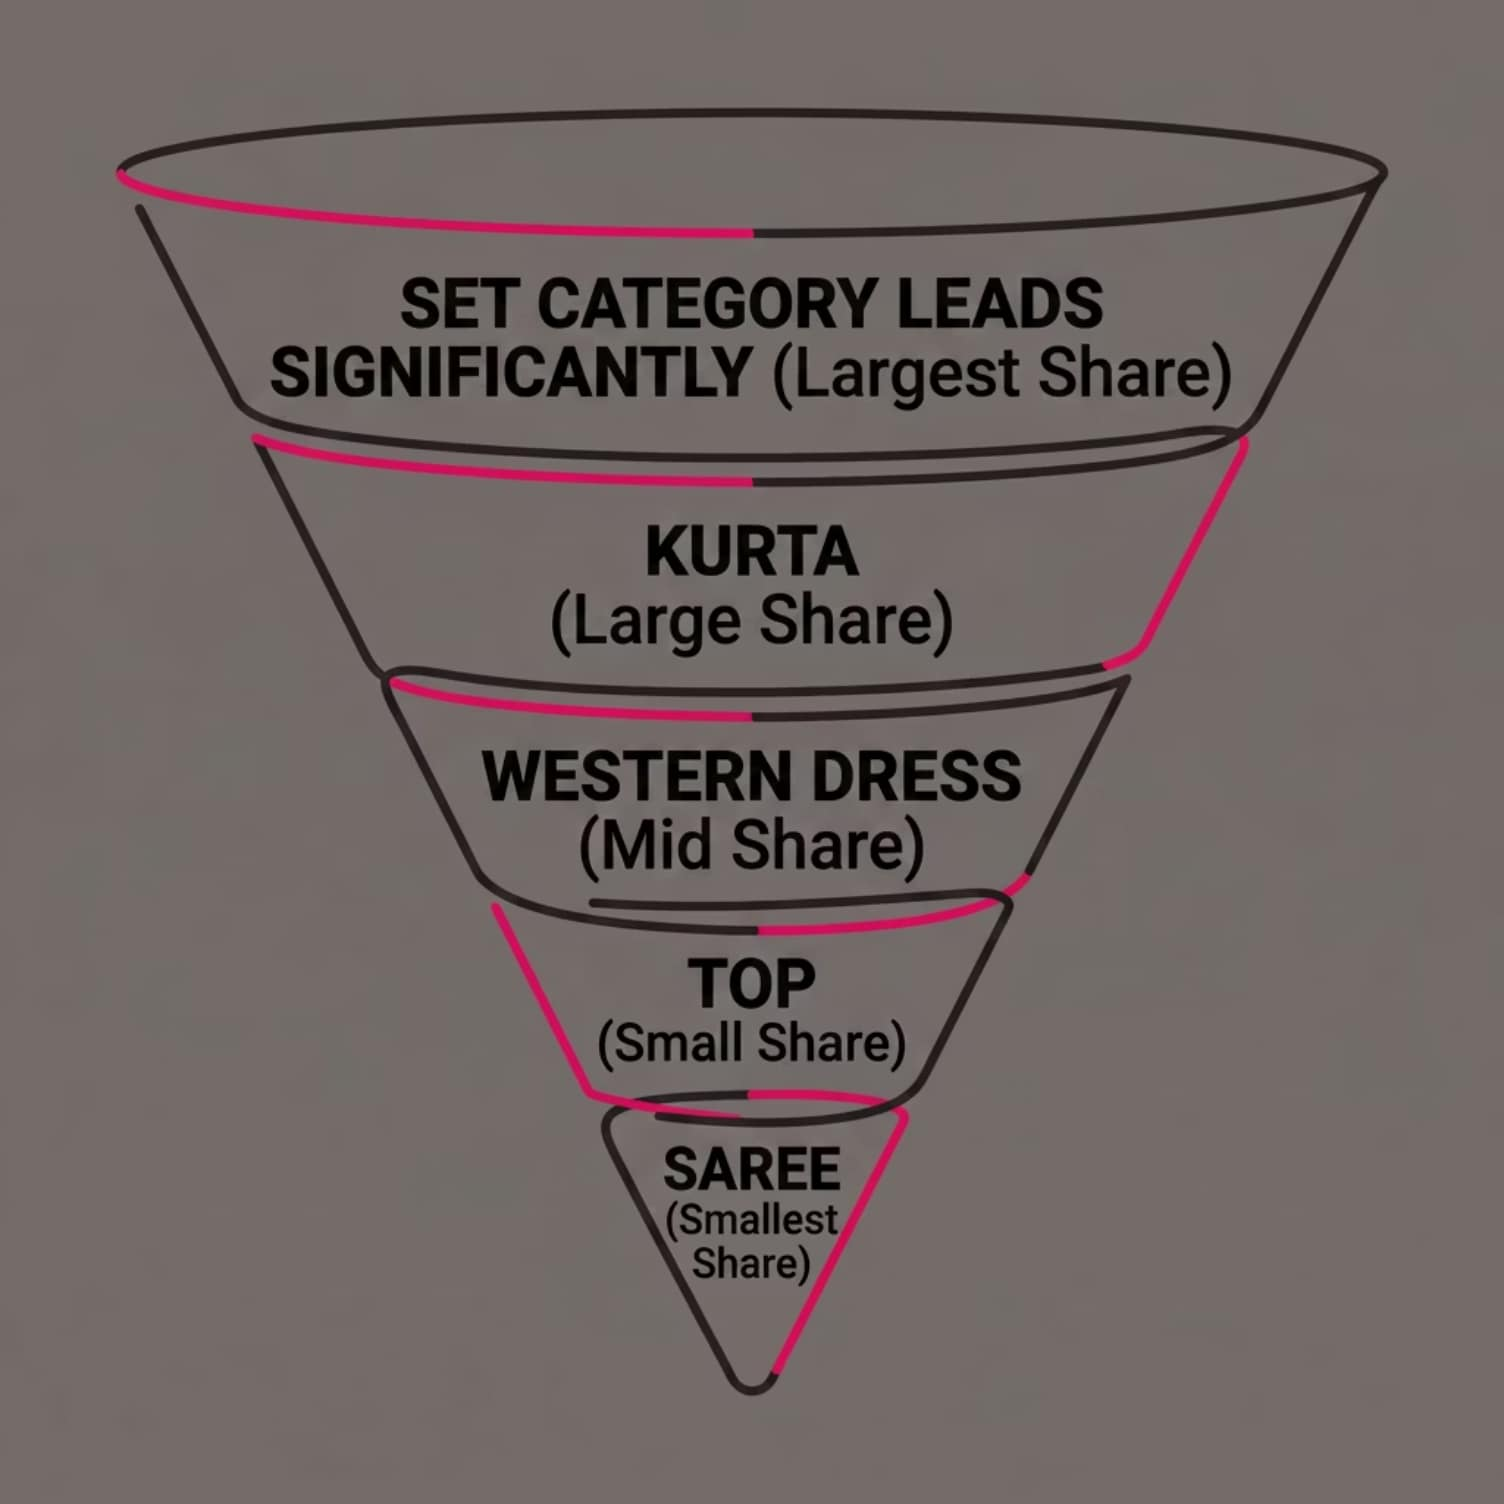 SET CATEGORY LEADS
SIGNIFICANTLY (Largest Share)
KURTA
(Large Share)
WESTERN DRESS
(Mid Share)
TOP
(Small Share)
SAREE
(Smallest
Share)